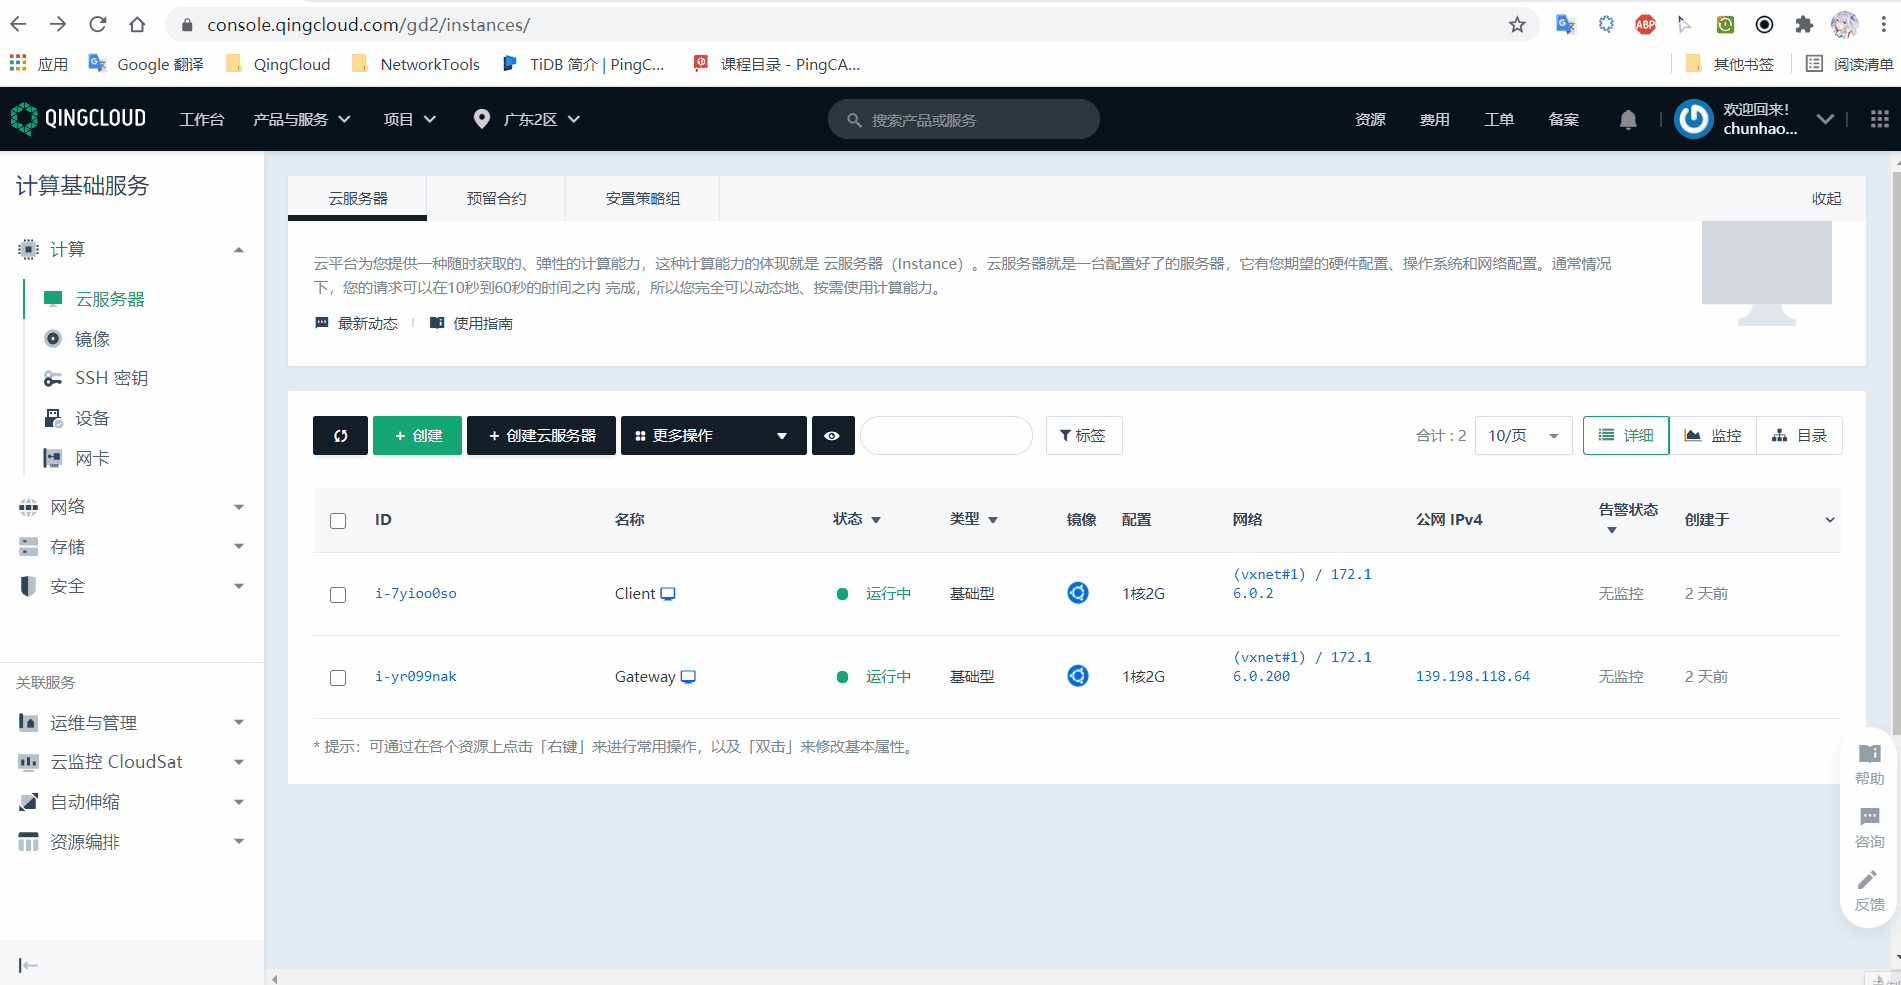 console.qingcloud.com/gd2/instances/
ABP
应用
Google 翻译
QingCloud
NetworkTools
TiDB 简介 | PingC...
课程目录 - PingCA...
其他书签
阅读清单
QINGCLOUD
工作台
产品与服务
项目
广东2区
搜索产品或服务
资源
费用
工单
备案
欢迎回来！
chunhao...
计算基础服务
计算
云服务器
镜像
SSH 密钥
设备
网卡
网络
存储
安全
关联服务
运维与管理
云监控 CloudSat
自动伸缩
资源编排
云服务器
预留合约
安置策略组
收起
云平台为您提供一种随时获取的、弹性的计算能力，这种计算能力的体现就是 云服务器（Instance）。云服务器就是一台配置好了的服务器，它有您期望的硬件配置、操作系统和网络配置。通常情况
下，您的请求可以在10秒到60秒的时间之内 完成，所以您完全可以动态地、按需使用计算能力。
最新动态
使用指南
+ 创建
+ 创建云服务器
更多操作
标签
合计：2
10/页
详细
监控
目录
ID 名称 状态 类型 镜像 配置 网络 公网 IPv4 告警状态 创建于
i-7yioo0so Client 运行中 基础型 1核2G (vxnet#1) / 172.1
6.0.2
无监控 2 天前
i-yr099nak Gateway 运行中 基础型 1核2G (vxnet#1) / 172.1
6.0.200
139.198.118.64 无监控 2 天前
* 提示：可通过在各个资源上点击「右键」来进行常用操作，以及「双击」来修改基本属性。
帮助
咨询
反馈